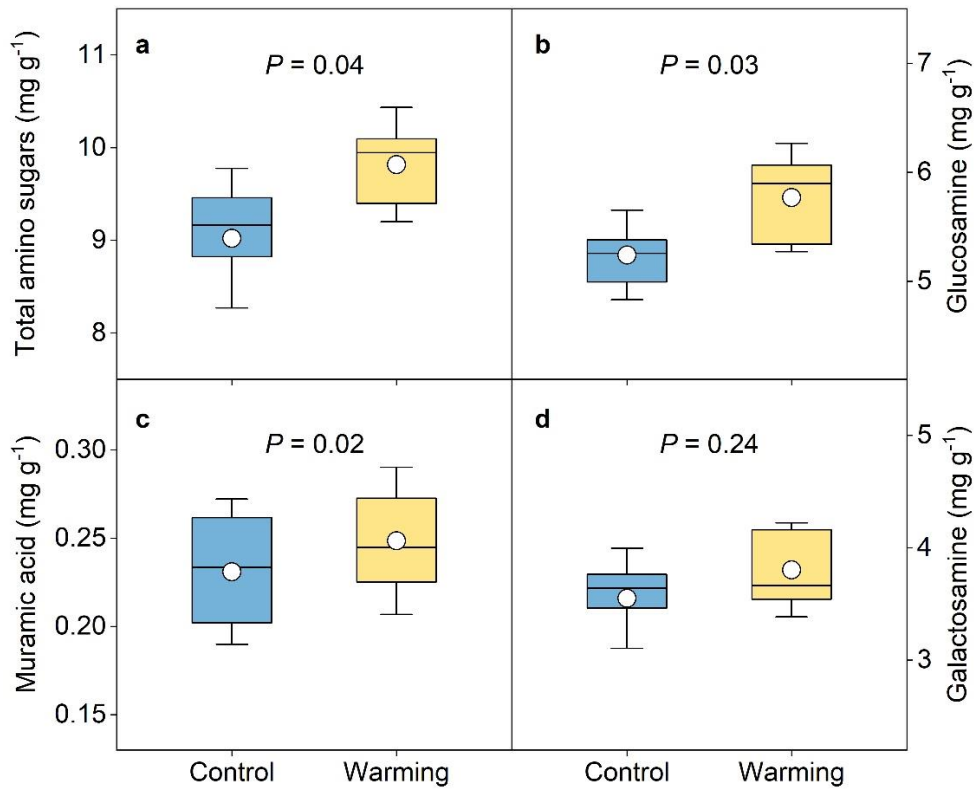 a
P = 0.04
Total amino sugars (mg g⁻¹)
11
10
9
8
b
P = 0.03
7
6
5
Glucosamine (mg g⁻¹)
c
P = 0.02
Muramic acid (mg g⁻¹)
0.30
0.25
0.20
0.15
d
P = 0.24
5
4
3
Galactosamine (mg g⁻¹)
Control Warming
Control Warming